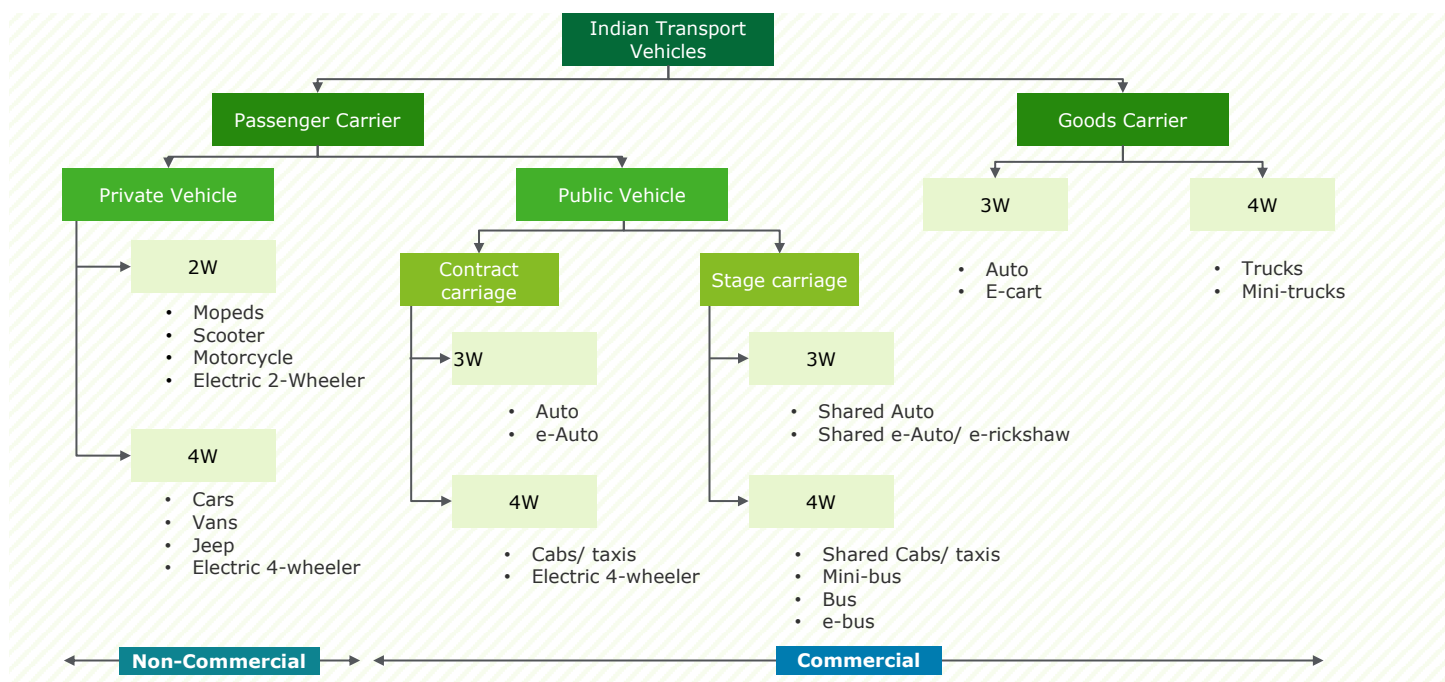 Indian Transport
Vehicles
Passenger Carrier
Goods Carrier
Private Vehicle
Public Vehicle
3W
4W
2W
Contract
carriage
Stage carriage
• Auto
• E-cart
• Trucks
• Mini-trucks
• Mopeds
• Scooter
• Motorcycle
• Electric 2-Wheeler
3W
3W
• Auto
• e-Auto
• Shared Auto
• Shared e-Auto/ e-rickshaw
4W
• Cars
• Vans
• Jeep
• Electric 4-wheeler
4W
4W
• Cabs/ taxis
• Electric 4-wheeler
• Shared Cabs/ taxis
• Mini-bus
• Bus
• e-bus
Non-Commercial
Commercial